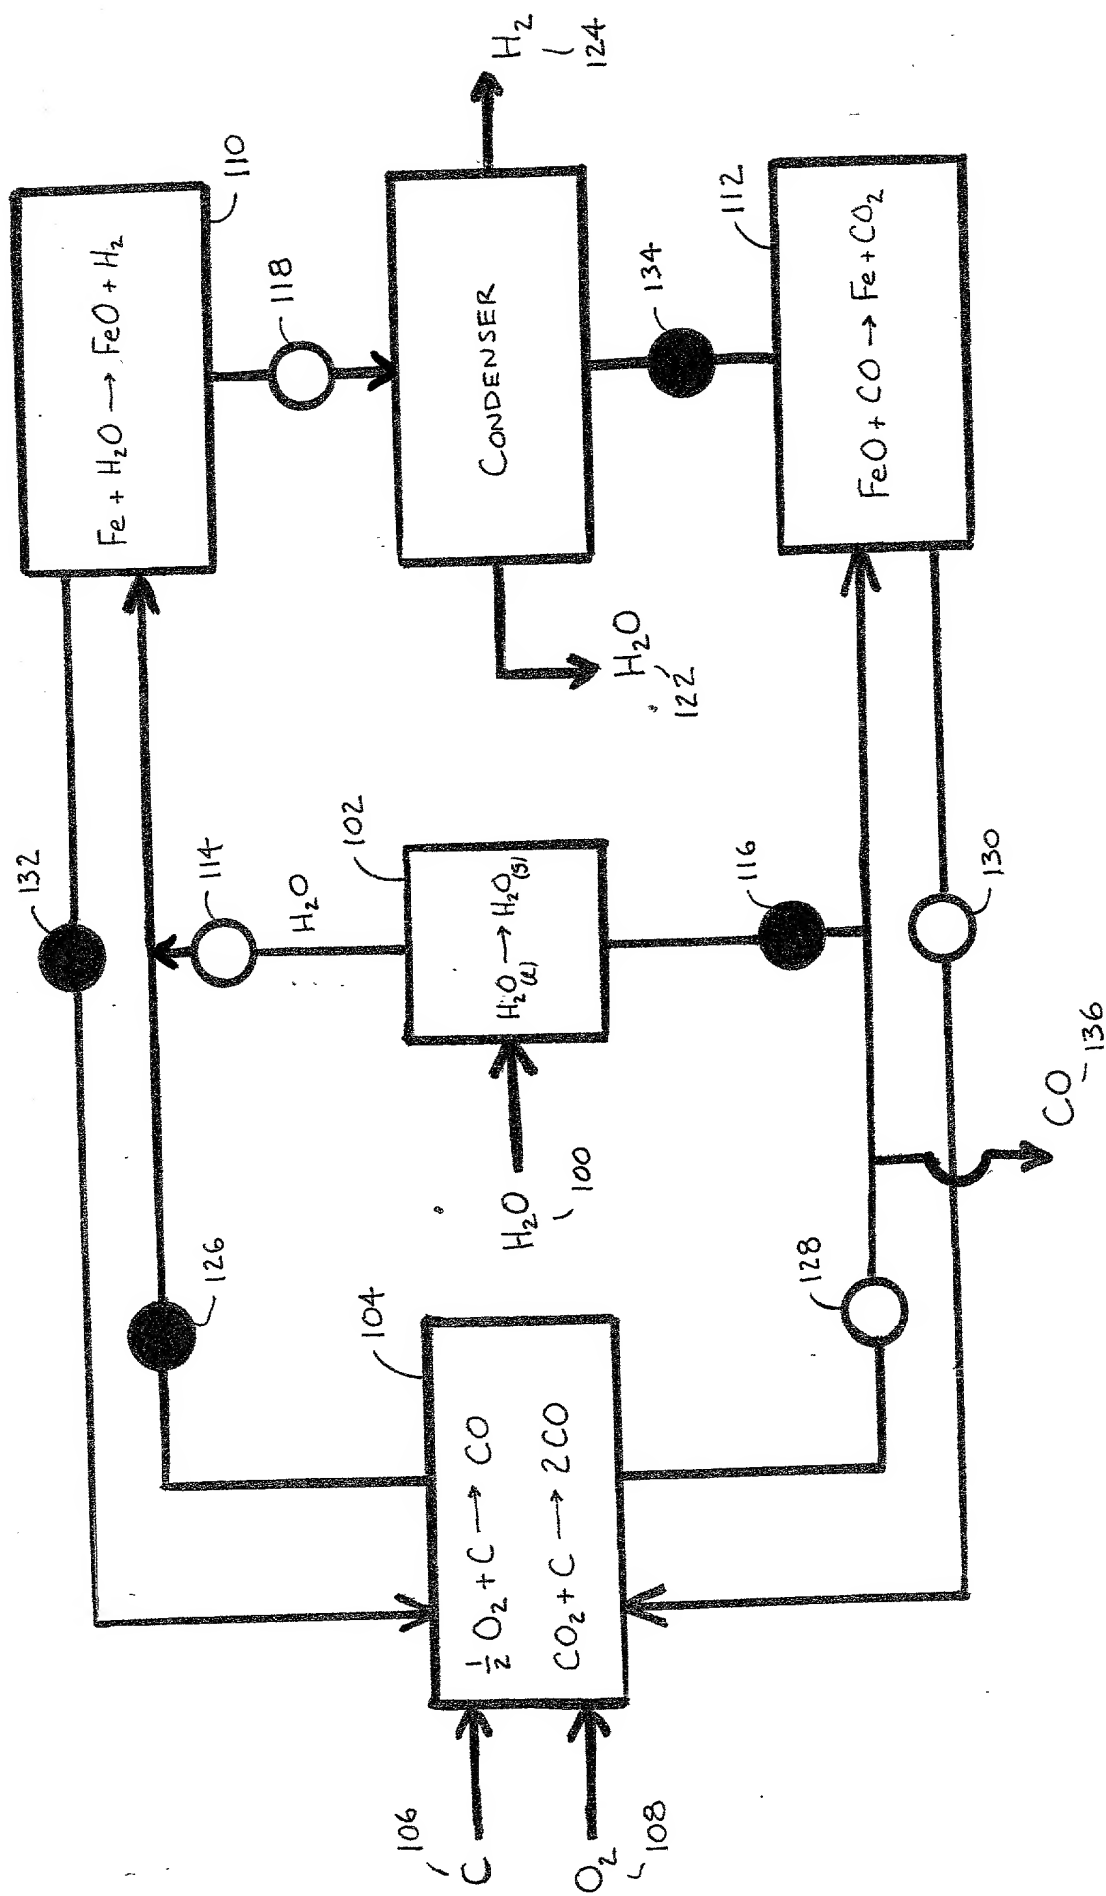 132
Fe + H₂O → FeO + H₂
110
126
114
H₂O
118
104
102
106
C
½ O₂ + C → CO
CO₂ + C → 2CO
H₂O
100
H₂O(l) → H₂O(g)
CONDENSER
H₂
124
O₂
108
H₂O
122
134
128
116
112
FeO + CO → Fe + CO₂
130
CO
136